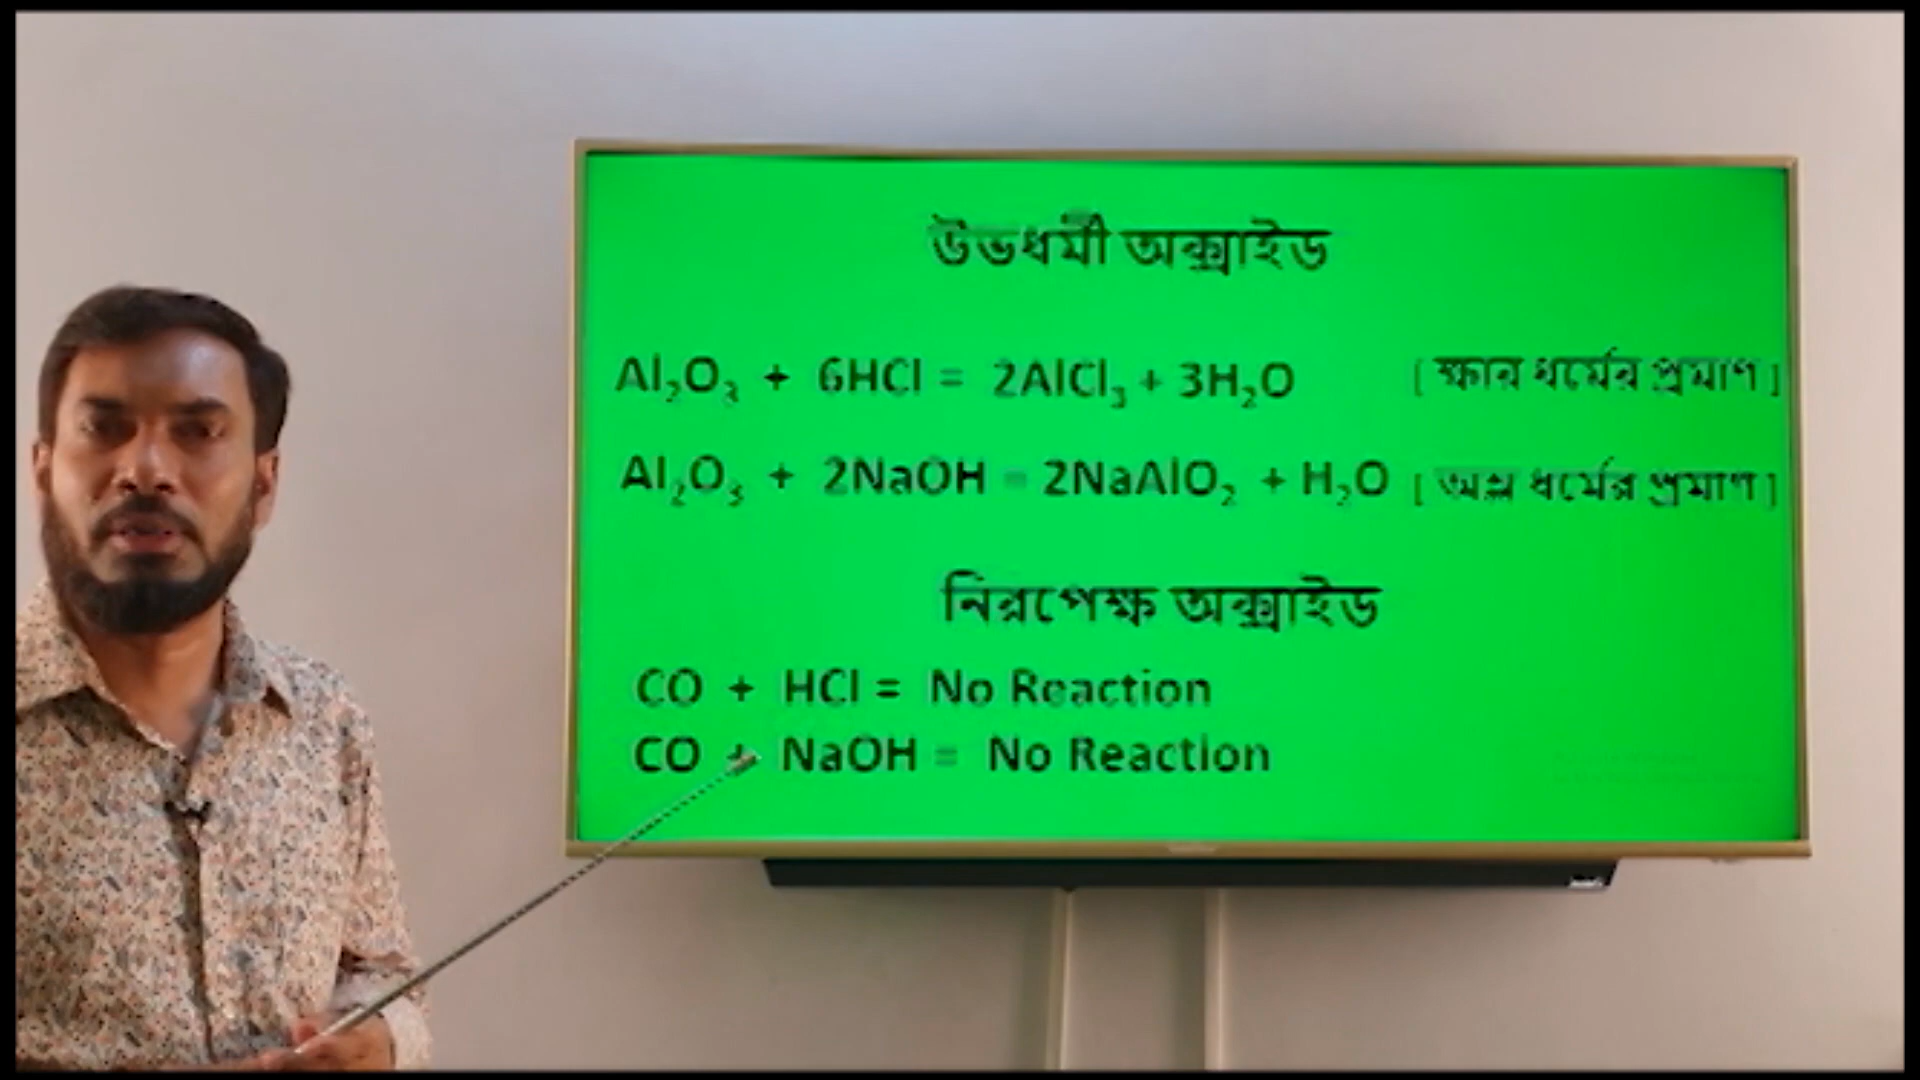 উভধর্মী অক্সাইড
Al₂O₃ + 6HCl = 2AlCl₃ + 3H₂O [ ক্ষার ধর্মের প্রমাণ ]
Al₂O₃ + 2NaOH = 2NaAlO₂ + H₂O [ অম্ল ধর্মের প্রমাণ ]
নিরপেক্ষ অক্সাইড
CO + HCl = No Reaction
CO + NaOH = No Reaction